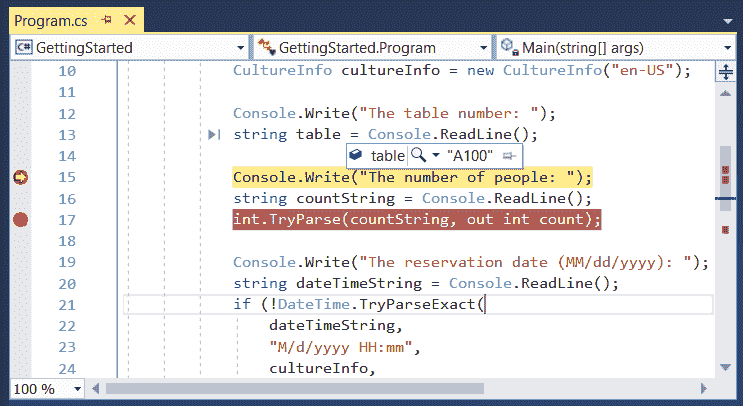 Program.cs
C# GettingStarted GettingStarted.Program Main(string[] args)
10 CultureInfo cultureInfo = new CultureInfo("en-US");
11
12 Console.Write("The table number: ");
13 string table = Console.ReadLine();
14 table "A100"
15 Console.Write("The number of people: ");
16 string countString = Console.ReadLine();
17 int.TryParse(countString, out int count);
18
19 Console.Write("The reservation date (MM/dd/yyyy): ");
20 string dateTimeString = Console.ReadLine();
21 if (!DateTime.TryParseExact(
22 dateTimeString,
23 "M/d/yyyy HH:mm",
24 cultureInfo,
100 %